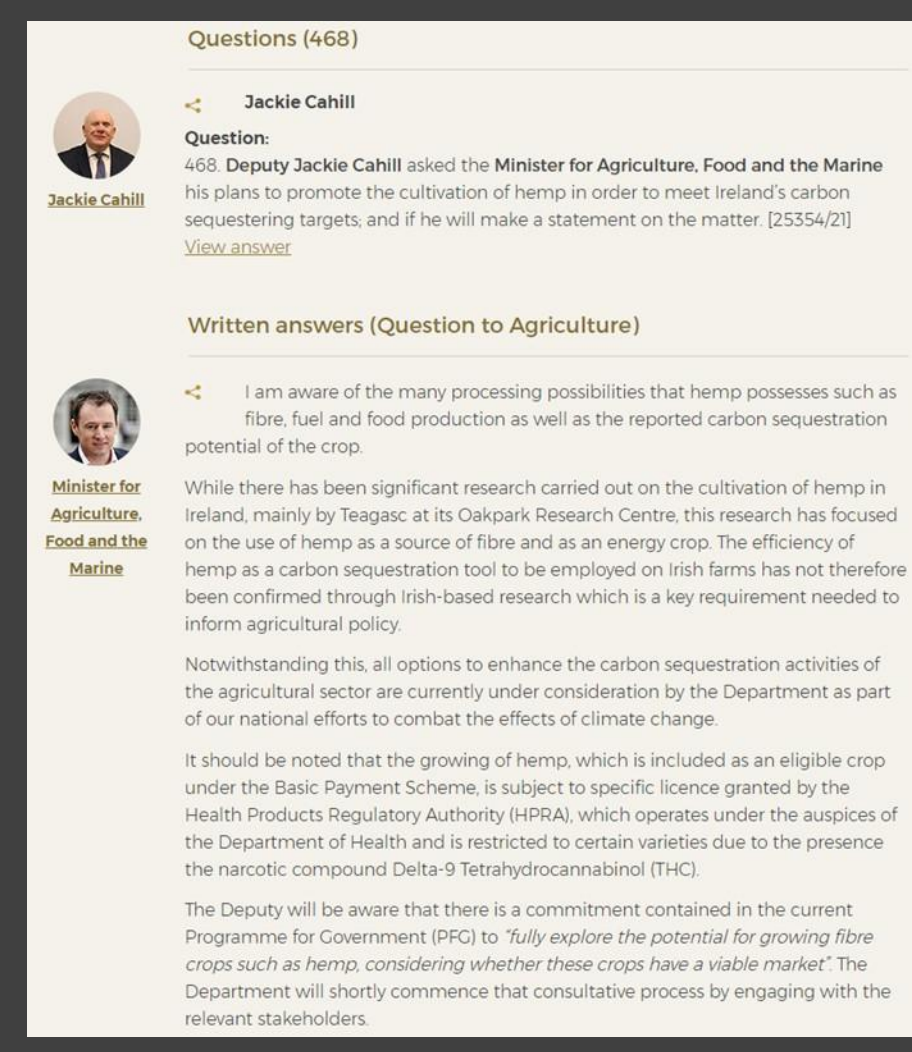 Questions (468)
Jackie Cahill
Jackie Cahill
Question:
468. Deputy Jackie Cahill asked the Minister for Agriculture, Food and the Marine
his plans to promote the cultivation of hemp in order to meet Ireland's carbon
sequestering targets; and if he will make a statement on the matter. [25354/21]
View answer
Written answers (Question to Agriculture)
Minister for
Agriculture,
Food and the
Marine
I am aware of the many processing possibilities that hemp possesses such as
fibre, fuel and food production as well as the reported carbon sequestration
potential of the crop.
While there has been significant research carried out on the cultivation of hemp in
Ireland, mainly by Teagasc at its Oakpark Research Centre, this research has focused
on the use of hemp as a source of fibre and as an energy crop. The efficiency of
hemp as a carbon sequestration tool to be employed on Irish farms has not therefore
been confirmed through Irish-based research which is a key requirement needed to
inform agricultural policy.
Notwithstanding this, all options to enhance the carbon sequestration activities of
the agricultural sector are currently under consideration by the Department as part
of our national efforts to combat the effects of climate change.
It should be noted that the growing of hemp, which is included as an eligible crop
under the Basic Payment Scheme, is subject to specific licence granted by the
Health Products Regulatory Authority (HPRA), which operates under the auspices of
the Department of Health and is restricted to certain varieties due to the presence
the narcotic compound Delta-9 Tetrahydrocannabinol (THC).
The Deputy will be aware that there is a commitment contained in the current
Programme for Government (PFG) to "fully explore the potential for growing fibre
crops such as hemp, considering whether these crops have a viable market". The
Department will shortly commence that consultative process by engaging with the
relevant stakeholders.